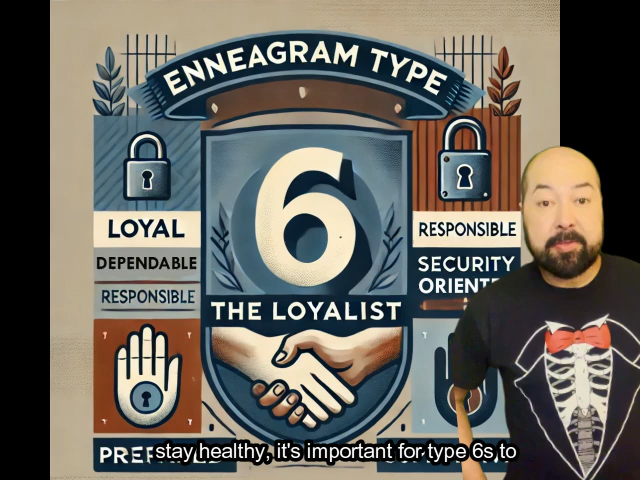 ENNEAGRAM TYPE
6
LOYAL
DEPENDABLE
RESPONSIBLE
RESPONSIBLE
SECURITY
THE LOYALIST
stay healthy, it's important for type 6s to